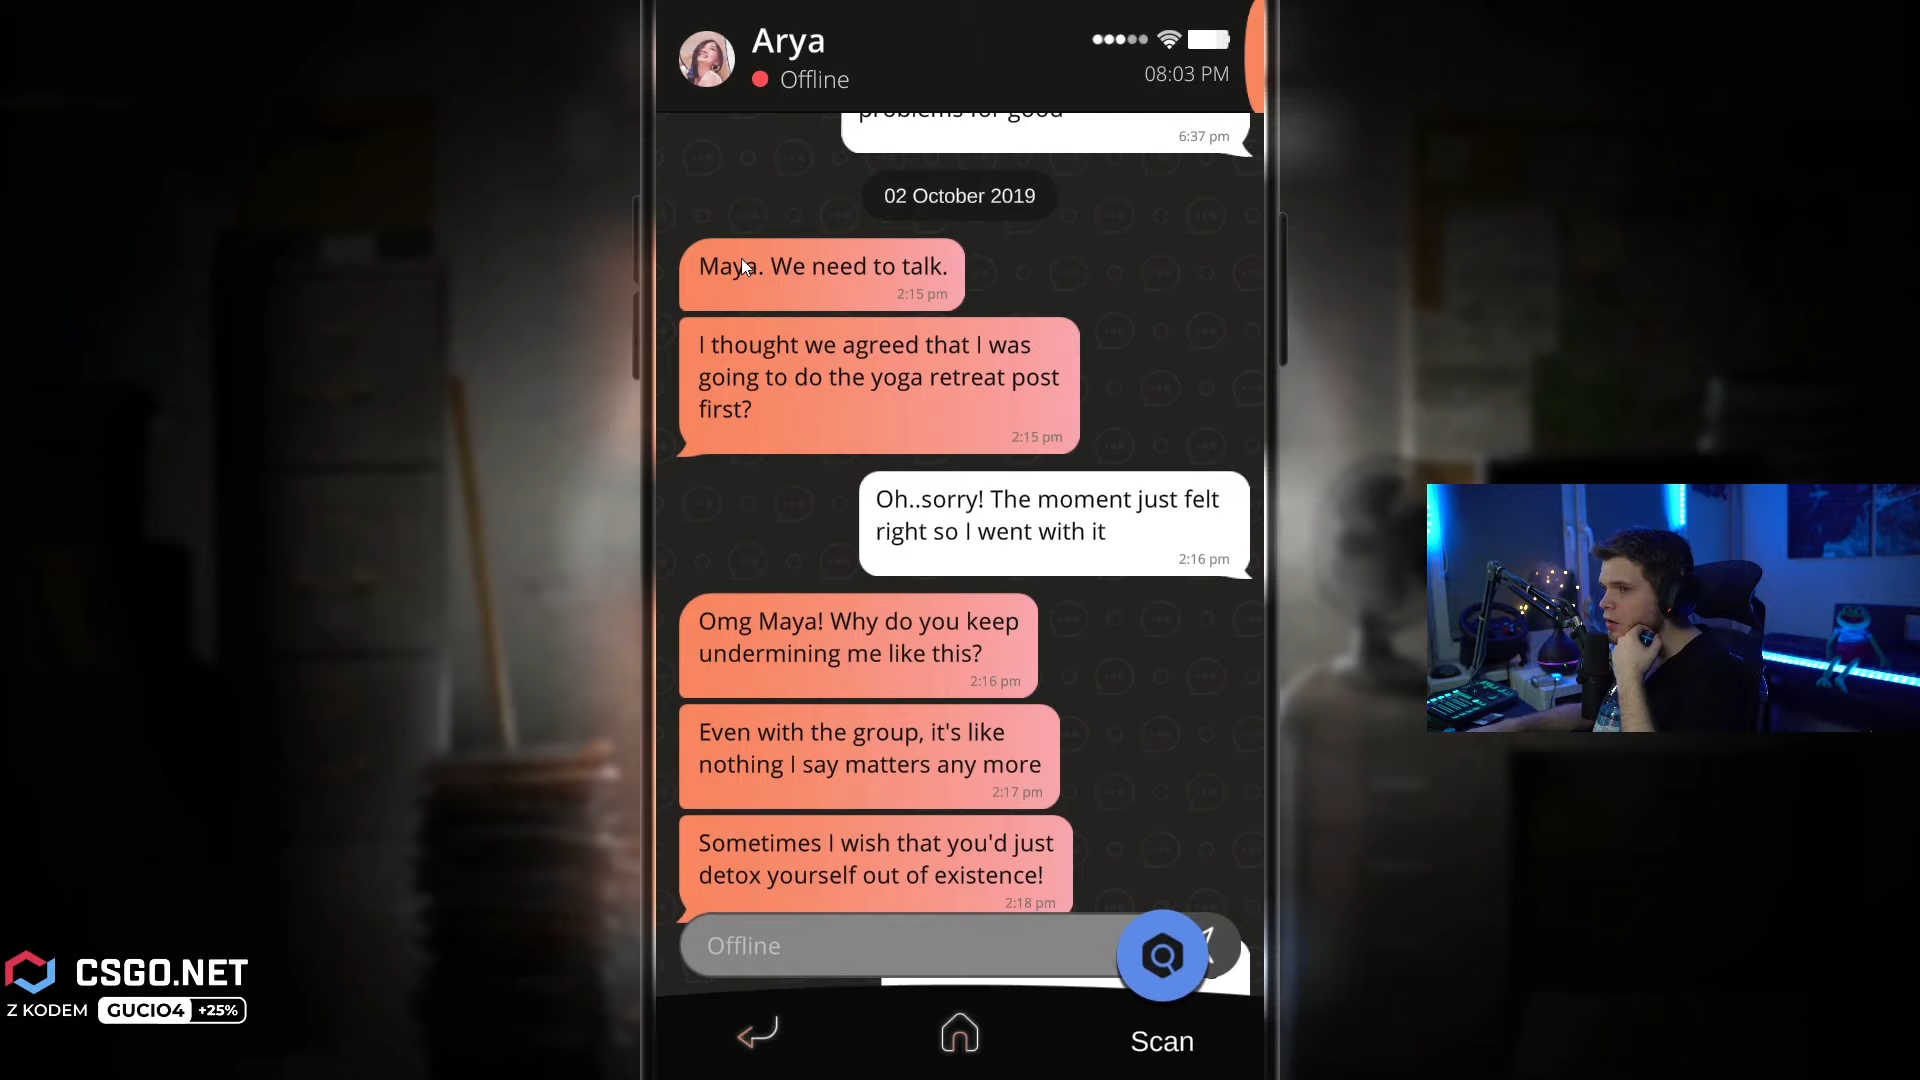 Arya
Offline
08:03 PM
problems for good
6:37 pm
02 October 2019
Maya. We need to talk.
2:15 pm
I thought we agreed that I was
going to do the yoga retreat post
first?
2:15 pm
Oh..sorry! The moment just felt
right so I went with it
2:16 pm
Omg Maya! Why do you keep
undermining me like this?
2:16 pm
Even with the group, it's like
nothing I say matters any more
2:17 pm
Sometimes I wish that you'd just
detox yourself out of existence!
2:18 pm
Offline
Scan
CSGO.NET
Z KODEM GUCIO4 +25%